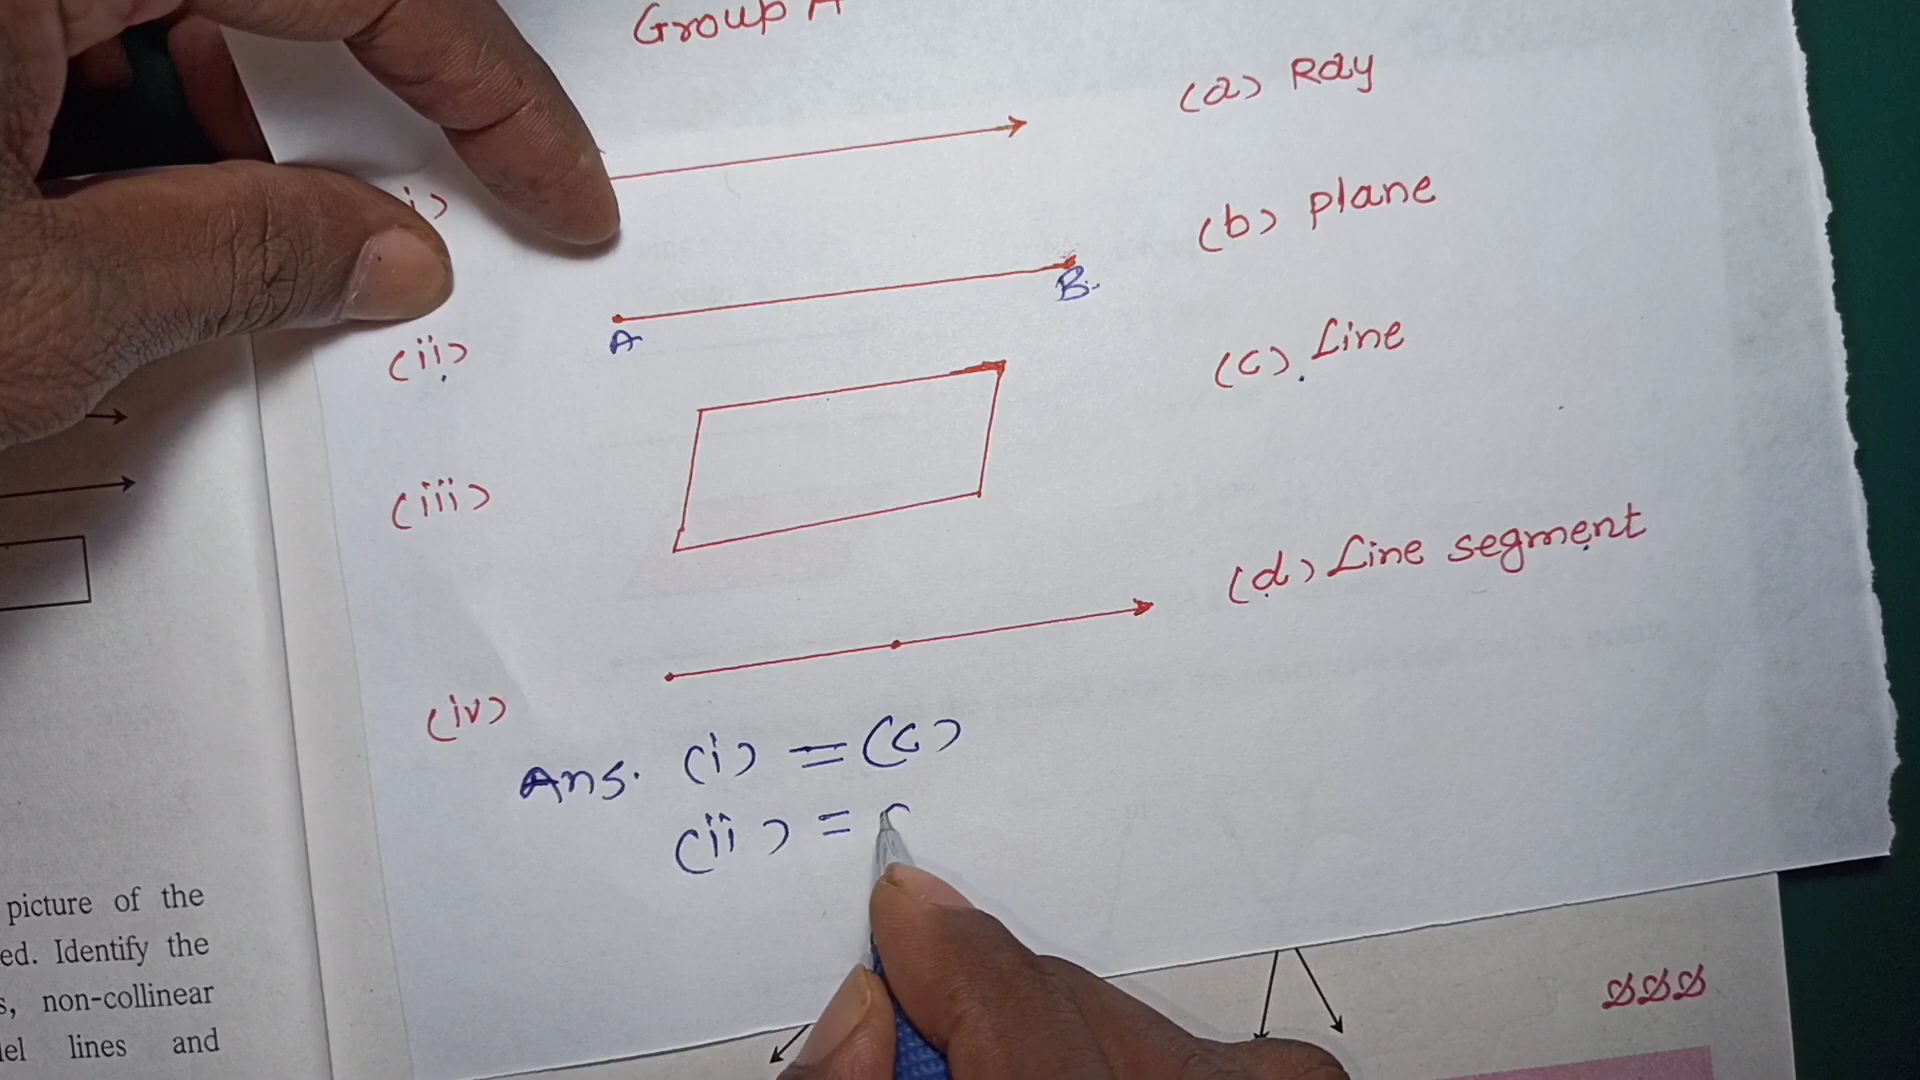 Group A
(a) Ray
i)
(b) plane
A B.
(ii)
(c). Line
(iii)
(d) Line segment
(iv)
Ans. (i) = (c)
(ii) =
picture of the
ed. Identify the
s, non-collinear
lel lines and